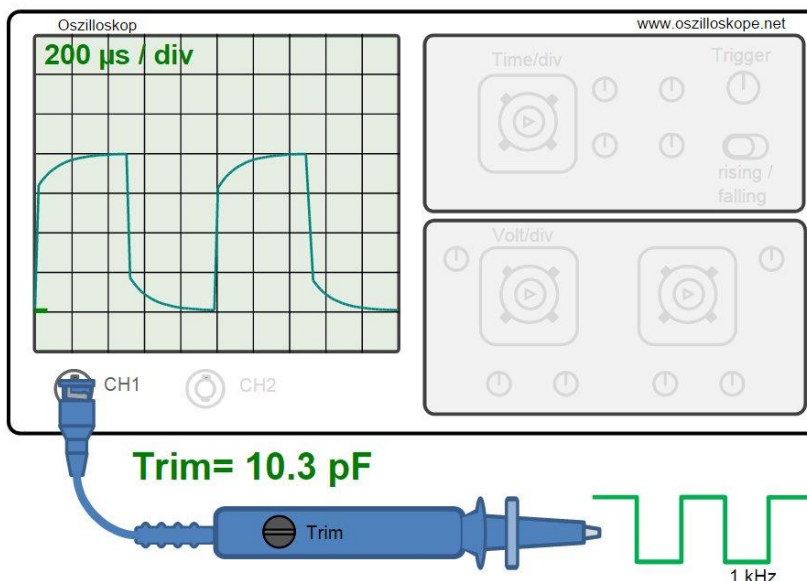 Oszilloskop
www.oszilloskope.net
200 µs / div
Time/div
Trigger
rising /
falling
Volt/div
CH1
CH2
Trim= 10.3 pF
Trim
1 kHz